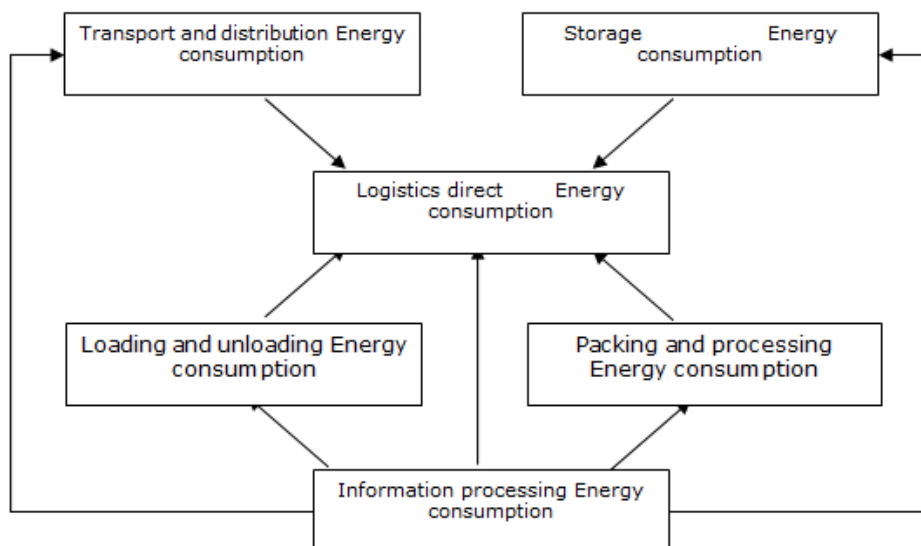 Transport and distribution Energy
consumption
Storage Energy
consumption
Logistics direct Energy
consumption
Loading and unloading Energy
consumption
Packing and processing
Energy consumption
Information processing Energy
consumption